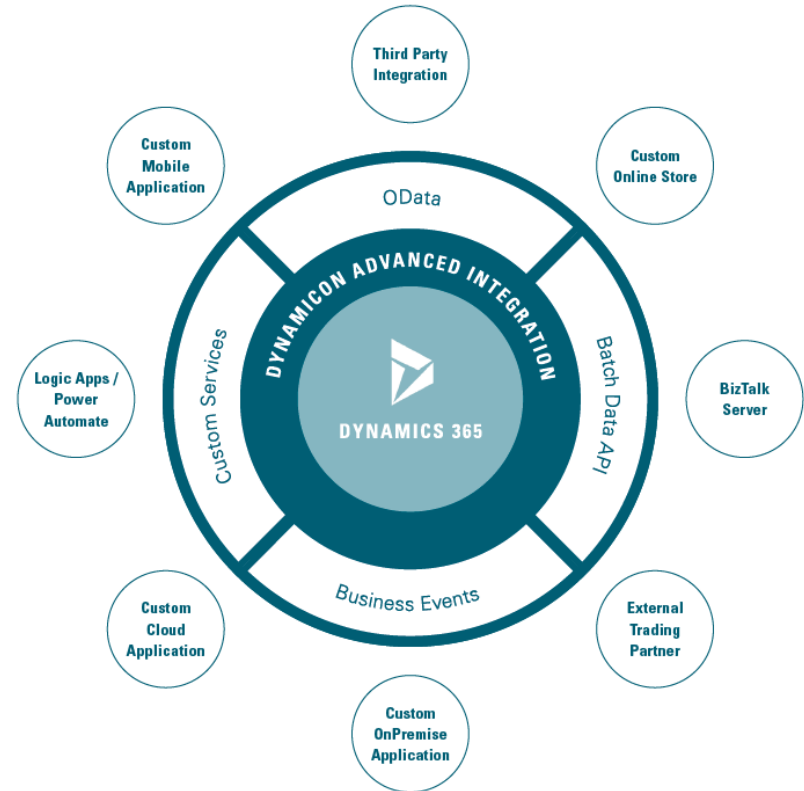 Third Party
Integration
Custom
Mobile
Application
Custom
Online Store
OData
DYNAMICON ADVANCED INTEGRATION
Custom Services
Batch Data API
Logic Apps /
Power
Automate
DYNAMICS 365
BizTalk
Server
Business Events
Custom
Cloud
Application
External
Trading
Partner
Custom
OnPremise
Application